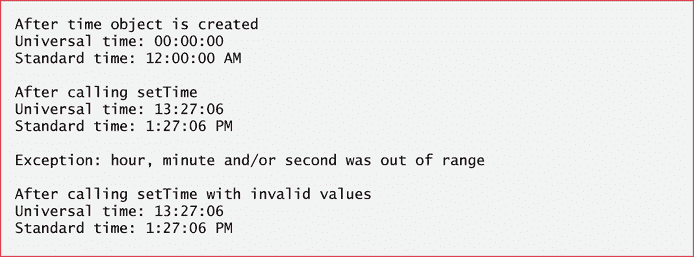 After time object is created
Universal time: 00:00:00
Standard time: 12:00:00 AM
After calling setTime
Universal time: 13:27:06
Standard time: 1:27:06 PM
Exception: hour, minute and/or second was out of range
After calling setTime with invalid values
Universal time: 13:27:06
Standard time: 1:27:06 PM